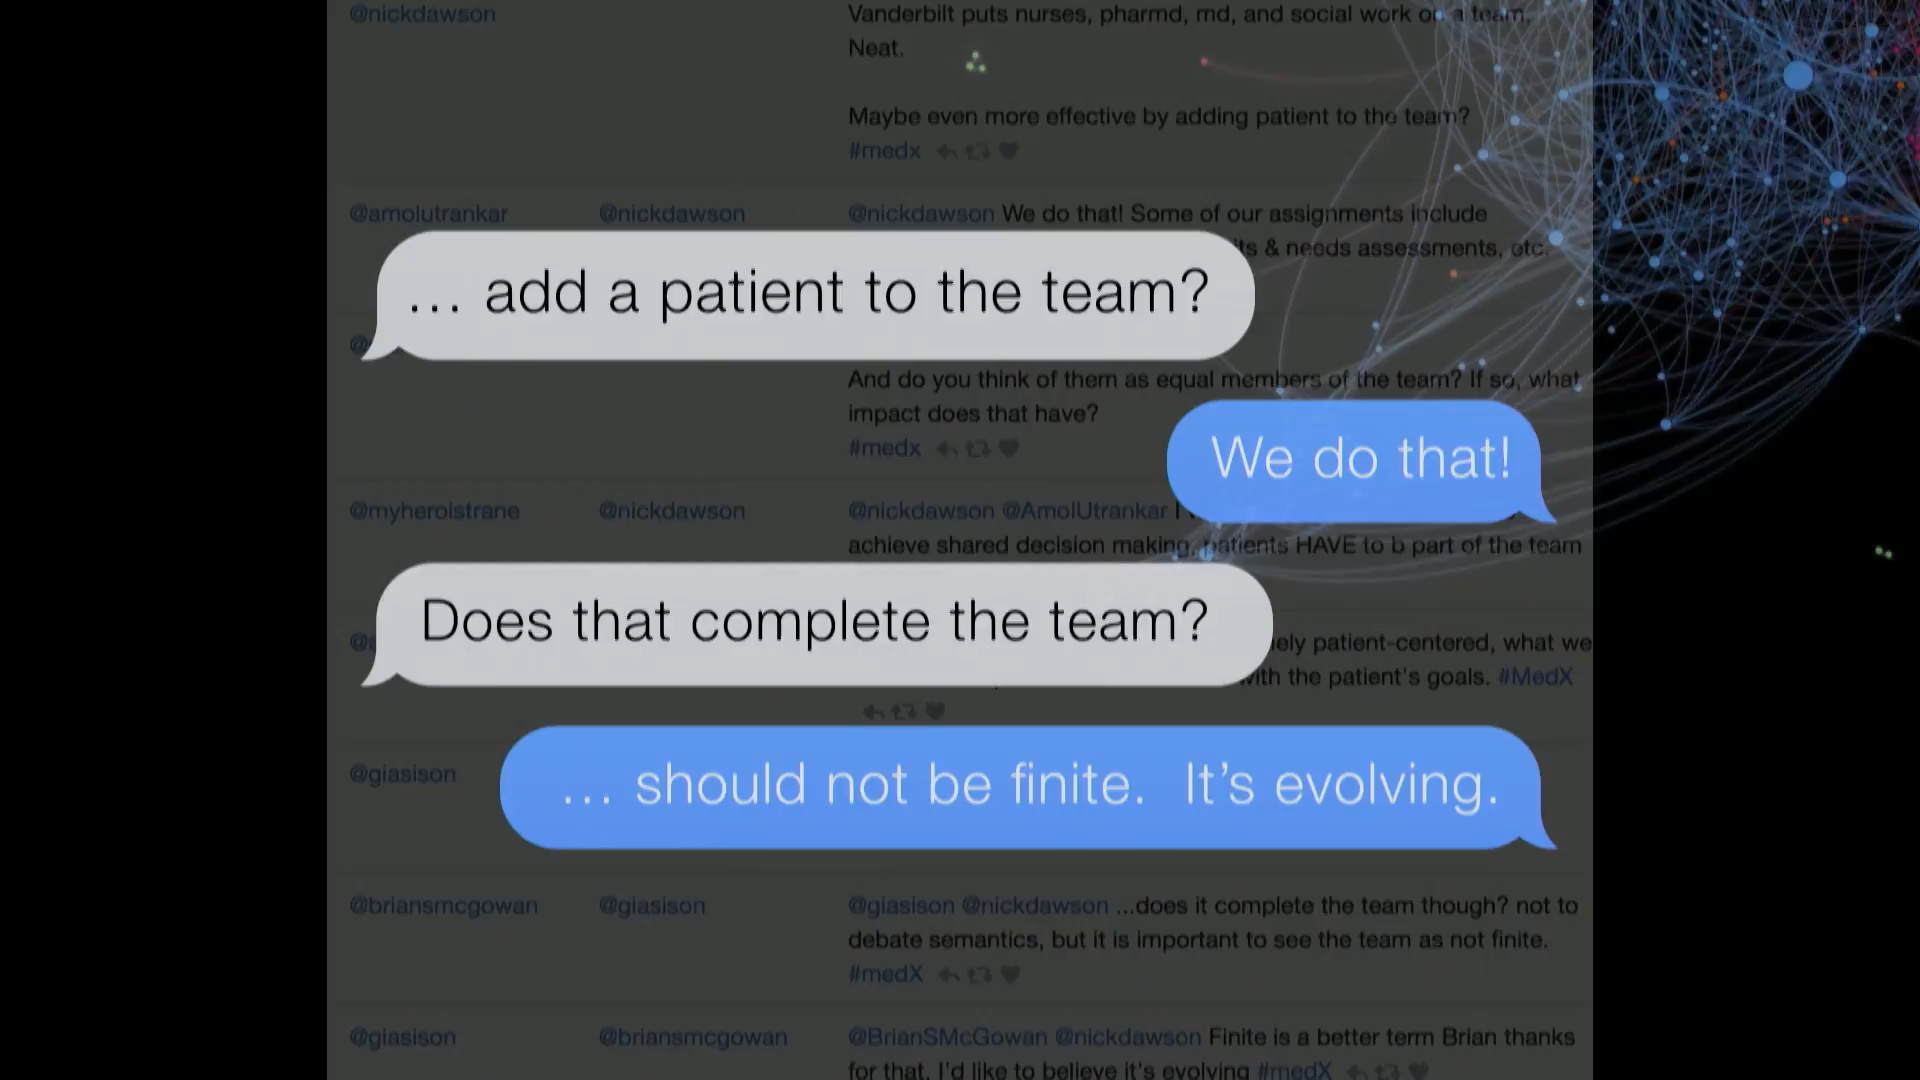 @nickdawson Vanderbilt puts nurses, pharmd, md, and social work on a team.
Neat.
Maybe even more effective by adding patient to the team?
#medx
@amolutrankar @nickdawson @nickdawson We do that! Some of our assignments include
& needs assessments, etc.
... add a patient to the team?
And do you think of them as equal members of the team? If so, what
impact does that have?
#medx
We do that!
@myheroistrane @nickdawson @nickdawson @AmolUtrankar I
achieve shared decision making, patients HAVE to b part of the team
Does that complete the team?
patient-centered, what we
with the patient's goals. #MedX
@giasison
... should not be finite. It's evolving.
@briansmcgowan @giasison @giasison @nickdawson ...does it complete the team though? not to
debate semantics, but it is important to see the team as not finite.
#medX
@giasison @briansmcgowan @BrianSMcGowan @nickdawson Finite is a better term Brian thanks
for that. I'd like to believe it's evolving #medX